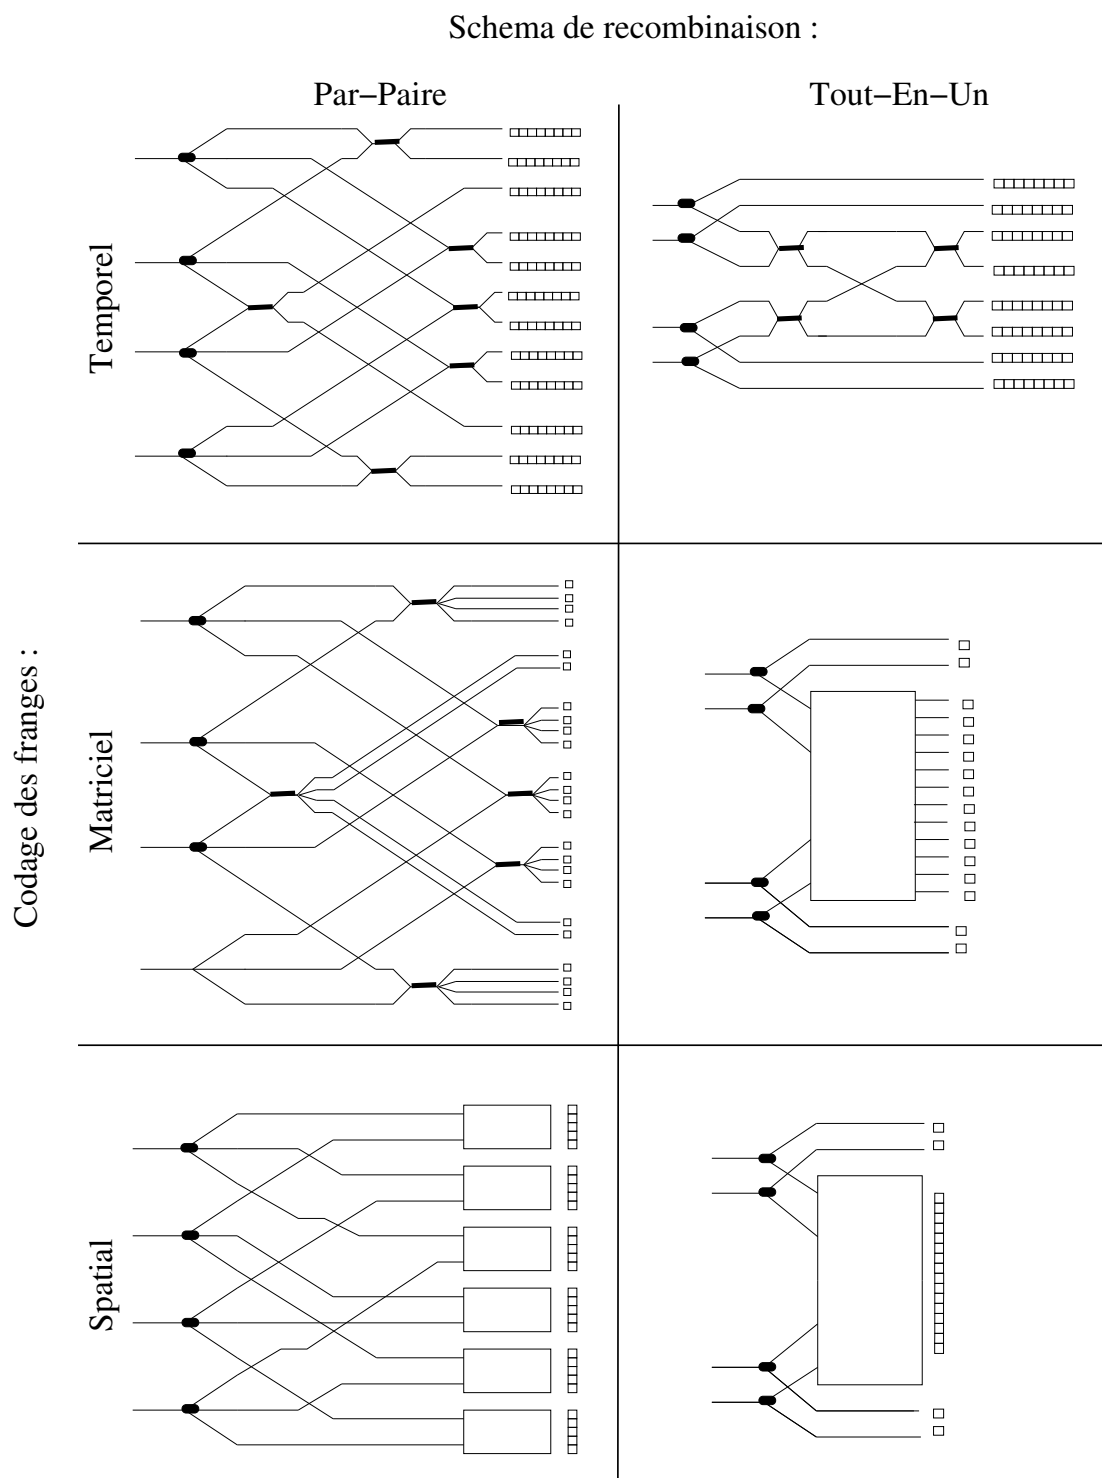 Schema de recombinaison :
Par−Paire
Tout−En−Un
Codage des franges :
Temporel
Matriciel
Spatial